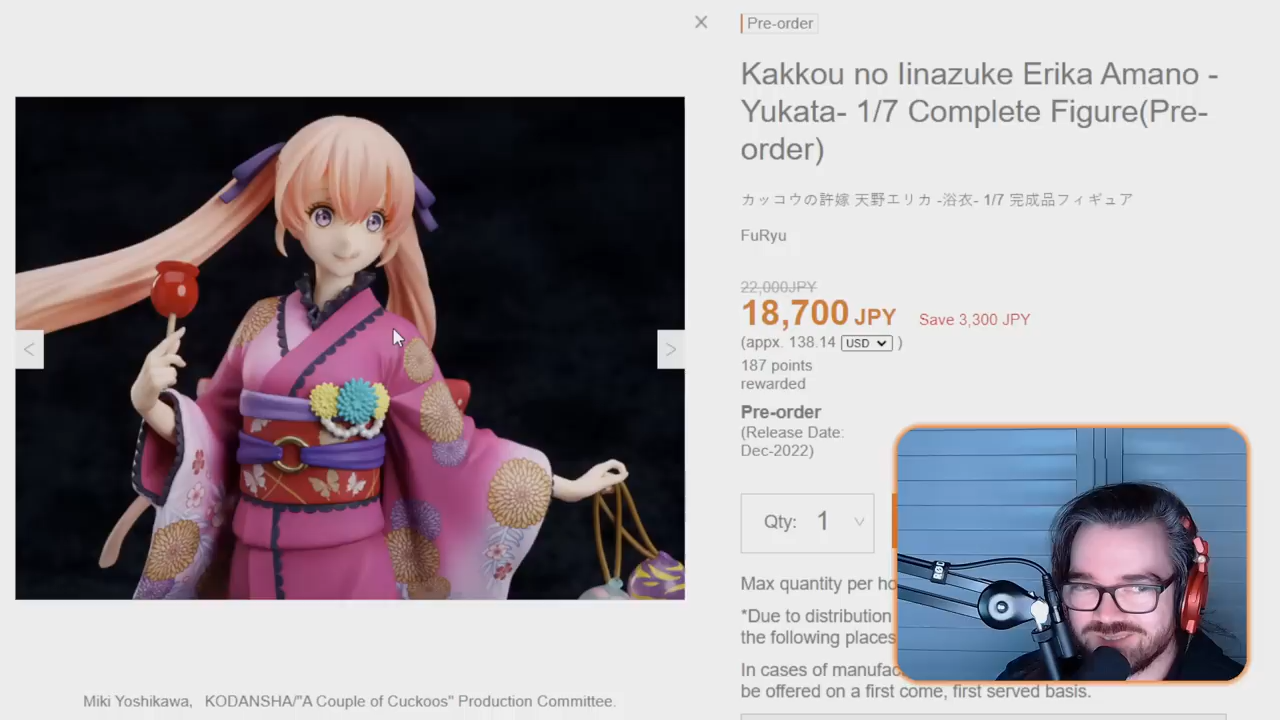 Pre-order
Kakkou no Iinazuke Erika Amano -
Yukata- 1/7 Complete Figure(Pre-
order)
カッコウの許嫁 天野エリカ -浴衣- 1/7 完成品フィギュア
FuRyu
22,000JPY
18,700 JPY Save 3,300 JPY
(appx. 138.14 USD )
187 points
rewarded
Pre-order
(Release Date:
Dec-2022)
Qty: 1
Max quantity per
*Due to distribution
the following places
In cases of
be offered on a first come, first served basis.
Miki Yoshikawa, KODANSHA/"A Couple of Cuckoos" Production Committee.